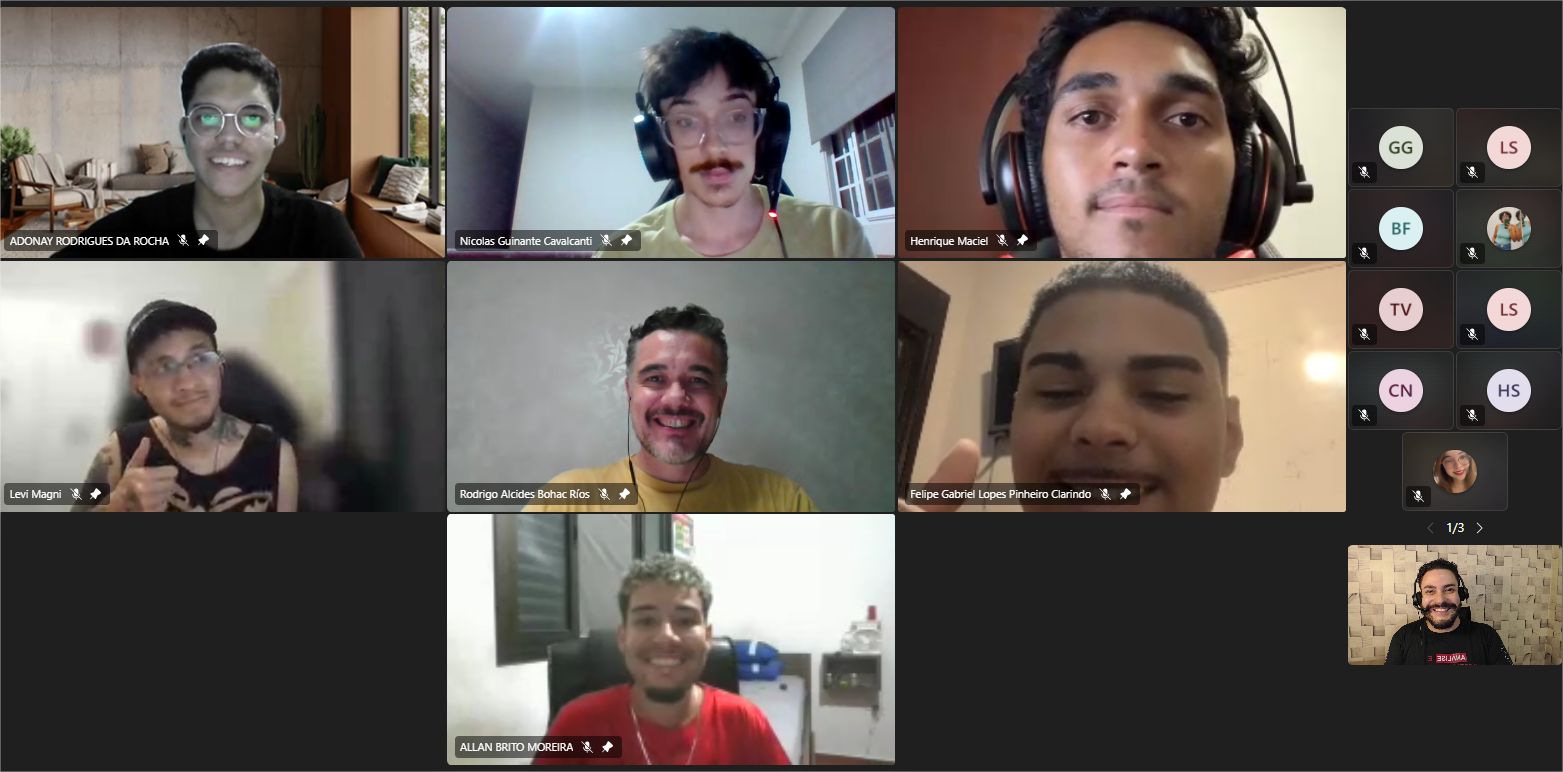 ADONAY RODRIGUES DA ROCHA
Nicolas Guinante Cavalcanti
Henrique Maciel
GG
LS
BF
TV
LS
CN
HS
Levi Magni
Rodrigo Alcides Bohac Ríos
Felipe Gabriel Lopes Pinheiro Clarindo
1/3
ANÁLISE
ALLAN BRITO MOREIRA